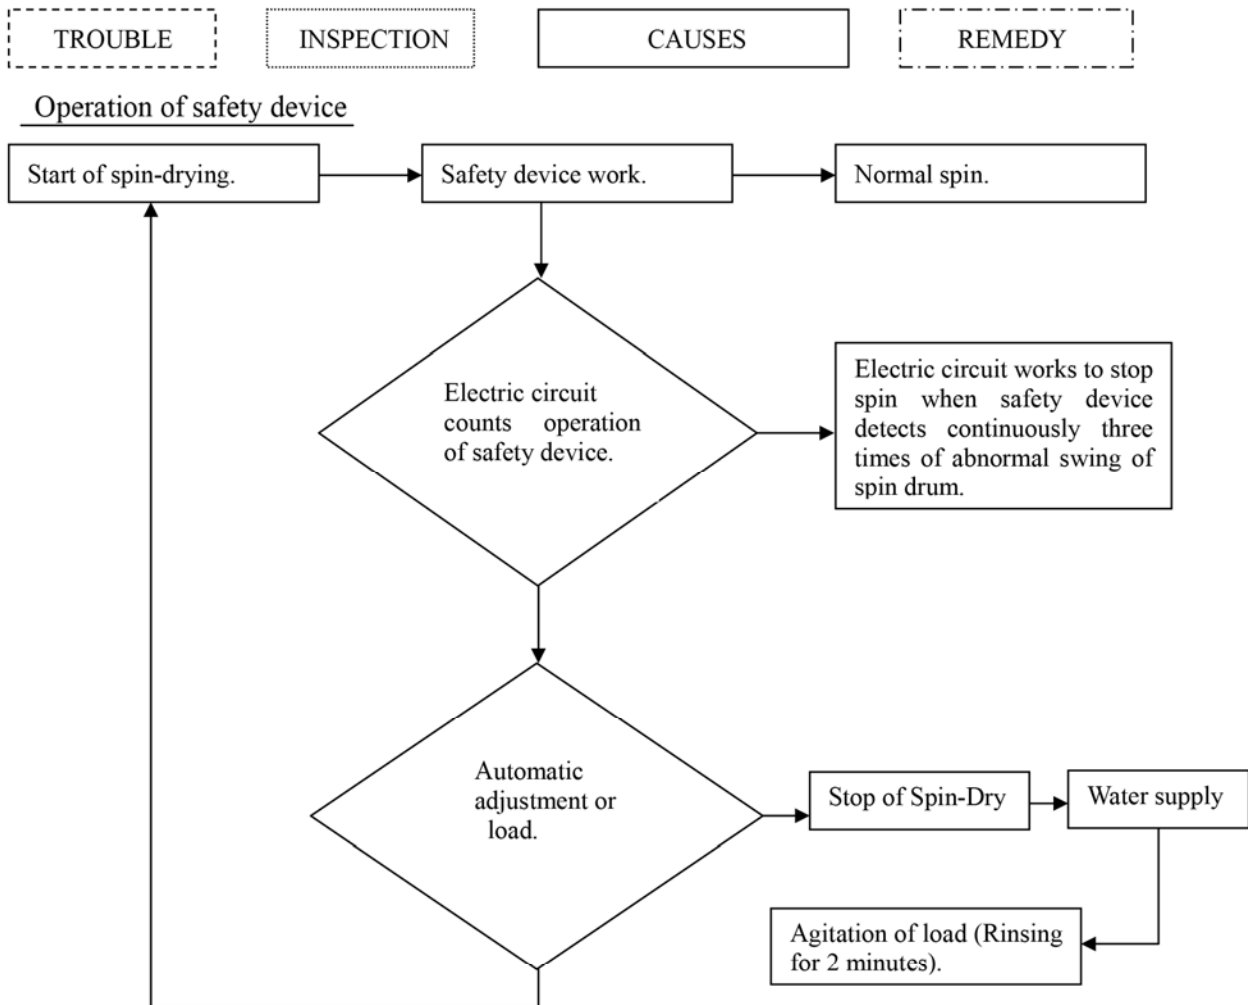 TROUBLE
INSPECTION
CAUSES
REMEDY
Operation of safety device
Start of spin-drying.
Safety device work.
Normal spin.
Electric circuit
counts operation
of safety device.
Electric circuit works to stop
spin when safety device
detects continuously three
times of abnormal swing of
spin drum.
Automatic
adjustment or
load.
Stop of Spin-Dry
Water supply
Agitation of load (Rinsing
for 2 minutes).